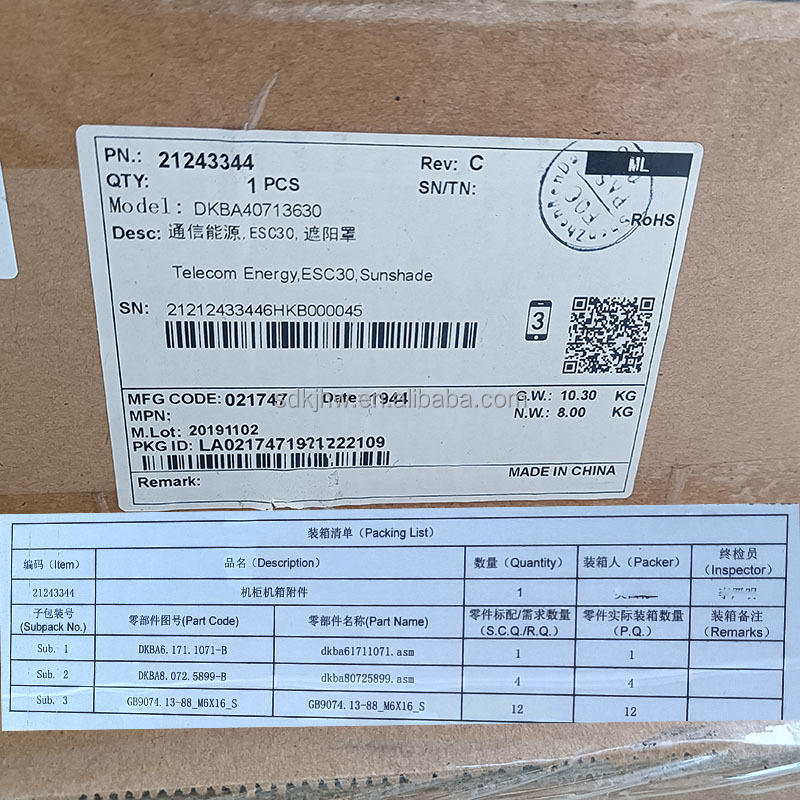 PN.: 21243344 Rev: C ML
QTY: 1 PCS SN/TN:
Model: DKBA40713630 RoHS
Desc: 通信能源,ESC30,遮阳罩
Telecom Energy,ESC30,Sunshade
SN: 21212433446HKB000045
3
MFG CODE: 021747 Date 1944 G.W.: 10.30 KG
MPN: N.W.: 8.00 KG
M.Lot: 20191102
PKG ID: LA0217471921222109
Remark: MADE IN CHINA
sdkjhw.en.alibaba.com
装箱清单（Packing List）
编码（Item） 品名（Description） 数量（Quantity） 装箱人（Packer） 终检员（Inspector）
21243344 机柜机箱附件 1
子包装号(Subpack No.) 零部件图号(Part Code) 零部件名称(Part Name) 零件标配/需求数量(S.C.Q./R.Q.) 零件实际装箱数量(P.Q.) 装箱备注(Remarks)
Sub. 1 DKBA6.171.1071-B dkba61711071.asm 1 1
Sub. 2 DKBA8.072.5899-B dkba80725899.asm 4 4
Sub. 3 GB9074.13-88_M6X16_S GB9074.13-88_M6X16_S 12 12